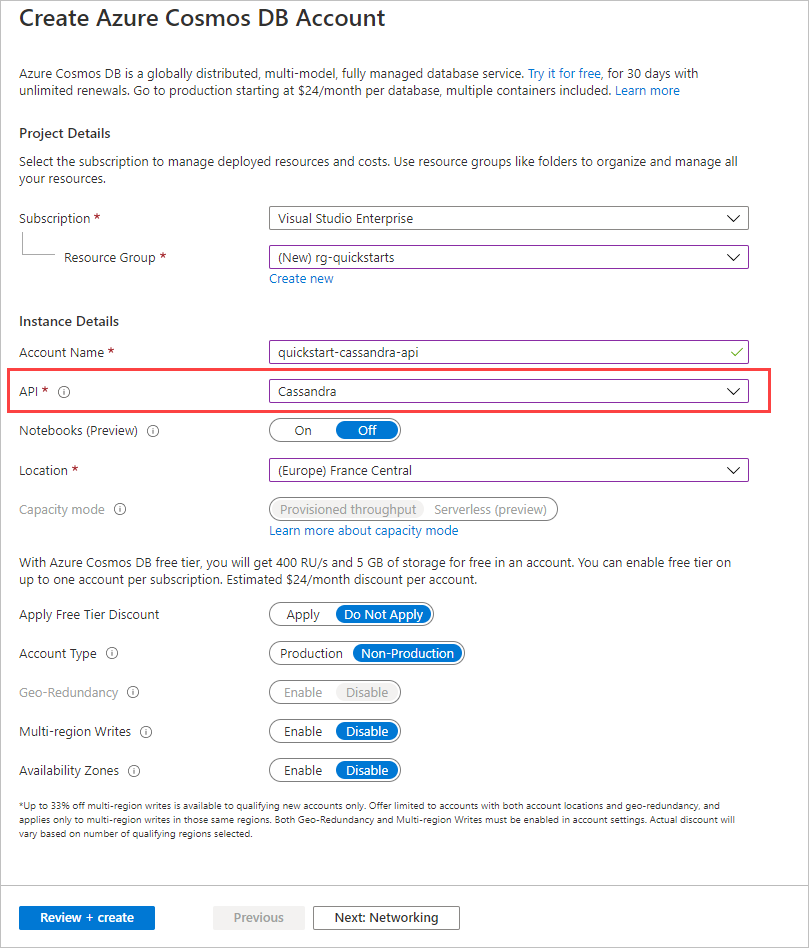 Create Azure Cosmos DB Account
Azure Cosmos DB is a globally distributed, multi-model, fully managed database service. Try it for free, for 30 days with
unlimited renewals. Go to production starting at $24/month per database, multiple containers included. Learn more
Project Details
Select the subscription to manage deployed resources and costs. Use resource groups like folders to organize and manage all
your resources.
Subscription * Visual Studio Enterprise
Resource Group * (New) rg-quickstarts
Create new
Instance Details
Account Name * quickstart-cassandra-api
API * Cassandra
Notebooks (Preview) On Off
Location * (Europe) France Central
Capacity mode Provisioned throughput Serverless (preview)
Learn more about capacity mode
With Azure Cosmos DB free tier, you will get 400 RU/s and 5 GB of storage for free in an account. You can enable free tier on
up to one account per subscription. Estimated $24/month discount per account.
Apply Free Tier Discount Apply Do Not Apply
Account Type Production Non-Production
Geo-Redundancy Enable Disable
Multi-region Writes Enable Disable
Availability Zones Enable Disable
*Up to 33% off multi-region writes is available to qualifying new accounts only. Offer limited to accounts with both account locations and geo-redundancy, and
applies only to multi-region writes in those same regions. Both Geo-Redundancy and Multi-region Writes must be enabled in account settings. Actual discount will
vary based on number of qualifying regions selected.
Review + create Previous Next: Networking